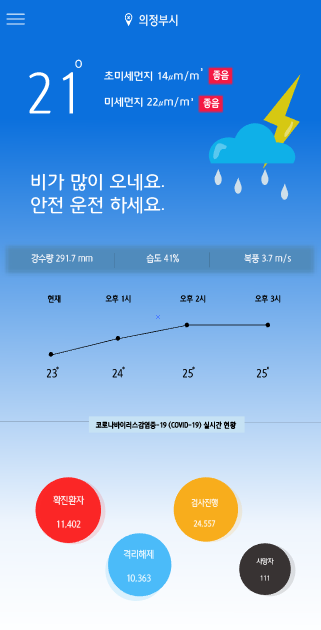 의정부시
21°
초미세먼지 14㎍m/m³ 좋음
미세먼지 22㎍m/m³ 좋음
비가 많이 오네요.
안전 운전 하세요.
강수량 291.7 mm 습도 41% 북풍 3.7 m/s
현재 오후 1시 오후 2시 오후 3시
23° 24° 25° 25°
코로나바이러스감염증-19 (COVID-19) 실시간 현황
확진환자
11.402
검사진행
24.557
격리해제
10.363
사망자
111